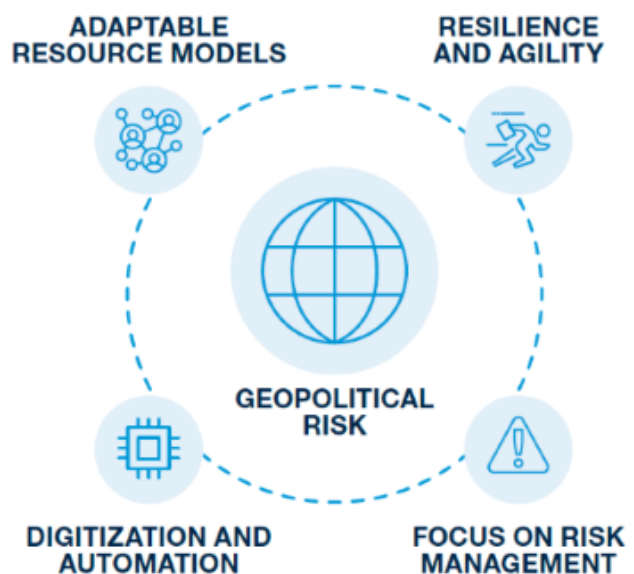 ADAPTABLE
RESOURCE MODELS
RESILIENCE
AND AGILITY
GEOPOLITICAL
RISK
DIGITIZATION AND
AUTOMATION
FOCUS ON RISK
MANAGEMENT